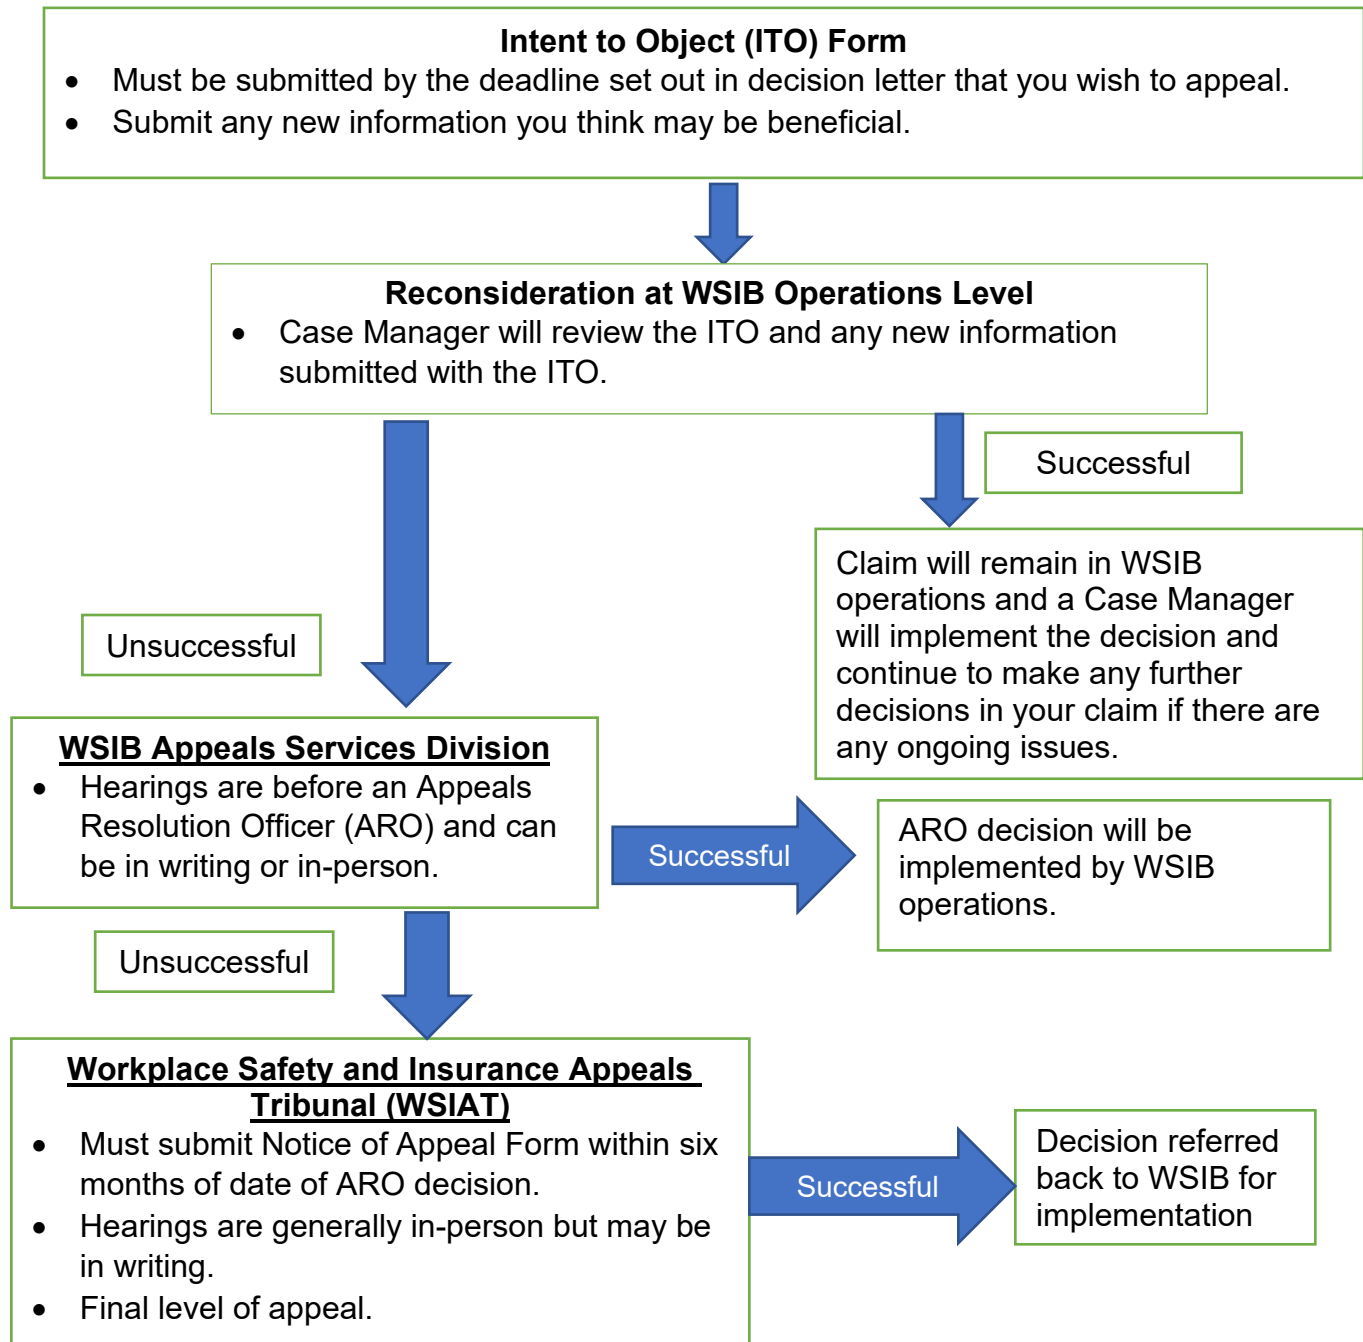 Intent to Object (ITO) Form
• Must be submitted by the deadline set out in decision letter that you wish to appeal.
• Submit any new information you think may be beneficial.
Reconsideration at WSIB Operations Level
• Case Manager will review the ITO and any new information
submitted with the ITO.
Successful
Claim will remain in WSIB
operations and a Case Manager
will implement the decision and
continue to make any further
decisions in your claim if there are
any ongoing issues.
Unsuccessful
WSIB Appeals Services Division
• Hearings are before an Appeals
Resolution Officer (ARO) and can
be in writing or in-person.
Successful
ARO decision will be
implemented by WSIB
operations.
Unsuccessful
Workplace Safety and Insurance Appeals
Tribunal (WSIAT)
• Must submit Notice of Appeal Form within six
months of date of ARO decision.
• Hearings are generally in-person but may be
in writing.
• Final level of appeal.
Successful
Decision referred
back to WSIB for
implementation